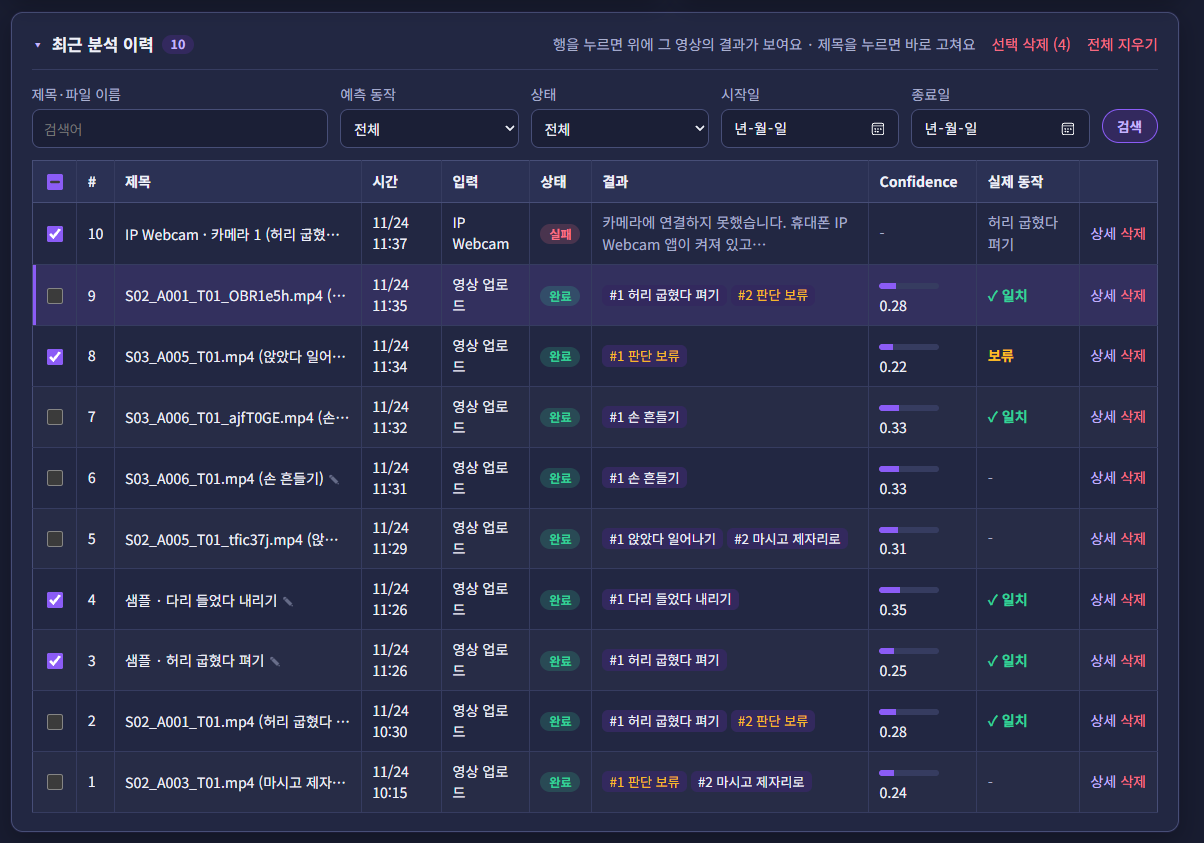 최근 분석 이력 10 행을 누르면 위에 그 영상의 결과가 보여요 · 제목을 누르면 바로 고쳐요 선택 삭제 (4) 전체 지우기
제목·파일 이름 예측 동작 상태 시작일 종료일
검색어 전체 전체 년-월-일 년-월-일 검색
# 제목 시간 입력 상태 결과 Confidence 실제 동작
10 IP Webcam · 카메라 1 (허리 굽혔… 11/24 11:37 IP Webcam 실패 카메라에 연결하지 못했습니다. 휴대폰 IP Webcam 앱이 켜져 있고… - 허리 굽혔다 펴기 상세 삭제
9 S02_A001_T01_OBR1e5h.mp4 (… 11/24 11:35 영상 업로드 완료 #1 허리 굽혔다 펴기 #2 판단 보류 0.28 ✓ 일치 상세 삭제
8 S03_A005_T01.mp4 (앉았다 일어… 11/24 11:34 영상 업로드 완료 #1 판단 보류 0.22 보류 상세 삭제
7 S03_A006_T01_ajfT0GE.mp4 (손… 11/24 11:32 영상 업로드 완료 #1 손 흔들기 0.33 ✓ 일치 상세 삭제
6 S03_A006_T01.mp4 (손 흔들기) 11/24 11:31 영상 업로드 완료 #1 손 흔들기 0.33 - 상세 삭제
5 S02_A005_T01_tfic37j.mp4 (앉… 11/24 11:29 영상 업로드 완료 #1 앉았다 일어나기 #2 마시고 제자리로 0.31 - 상세 삭제
4 샘플 · 다리 들었다 내리기 11/24 11:26 영상 업로드 완료 #1 다리 들었다 내리기 0.35 ✓ 일치 상세 삭제
3 샘플 · 허리 굽혔다 펴기 11/24 11:26 영상 업로드 완료 #1 허리 굽혔다 펴기 0.25 ✓ 일치 상세 삭제
2 S02_A001_T01.mp4 (허리 굽혔다 … 11/24 10:30 영상 업로드 완료 #1 허리 굽혔다 펴기 #2 판단 보류 0.28 ✓ 일치 상세 삭제
1 S02_A003_T01.mp4 (마시고 제자… 11/24 10:15 영상 업로드 완료 #1 판단 보류 #2 마시고 제자리로 0.24 - 상세 삭제